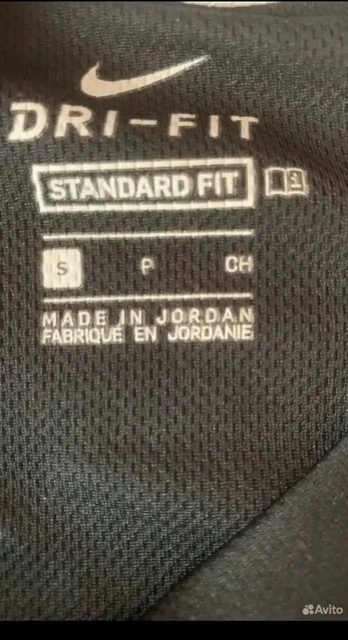 DRI-FIT
STANDARD FIT
S P CH
MADE IN JORDAN
FABRIQUÉ EN JORDANIE
Avito